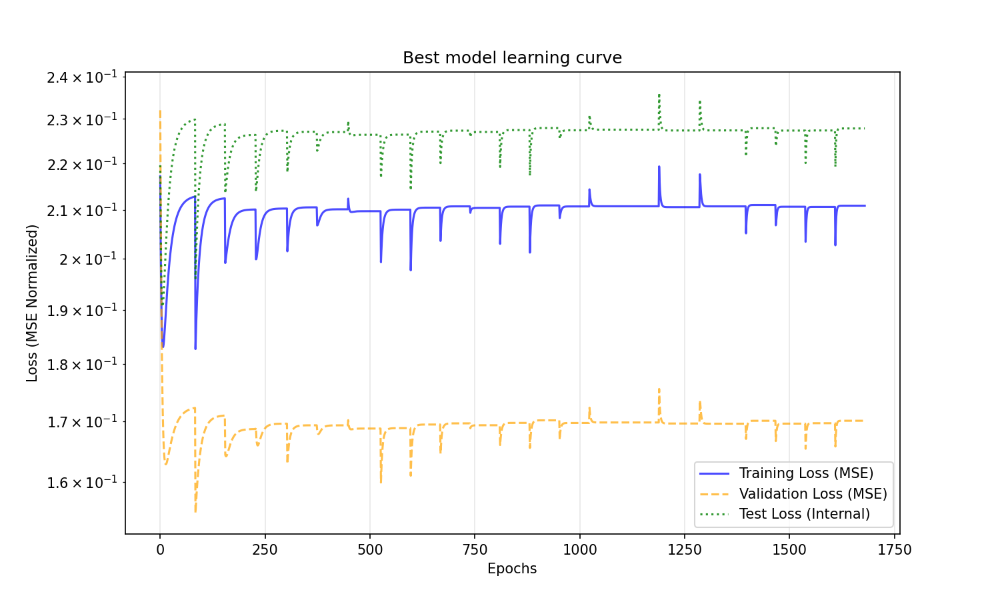 Best model learning curve
2.4 × 10⁻¹
2.3 × 10⁻¹
2.2 × 10⁻¹
2.1 × 10⁻¹
2 × 10⁻¹
1.9 × 10⁻¹
1.8 × 10⁻¹
1.7 × 10⁻¹
1.6 × 10⁻¹
Loss (MSE Normalized)
Training Loss (MSE)
Validation Loss (MSE)
Test Loss (Internal)
0 250 500 750 1000 1250 1500 1750
Epochs